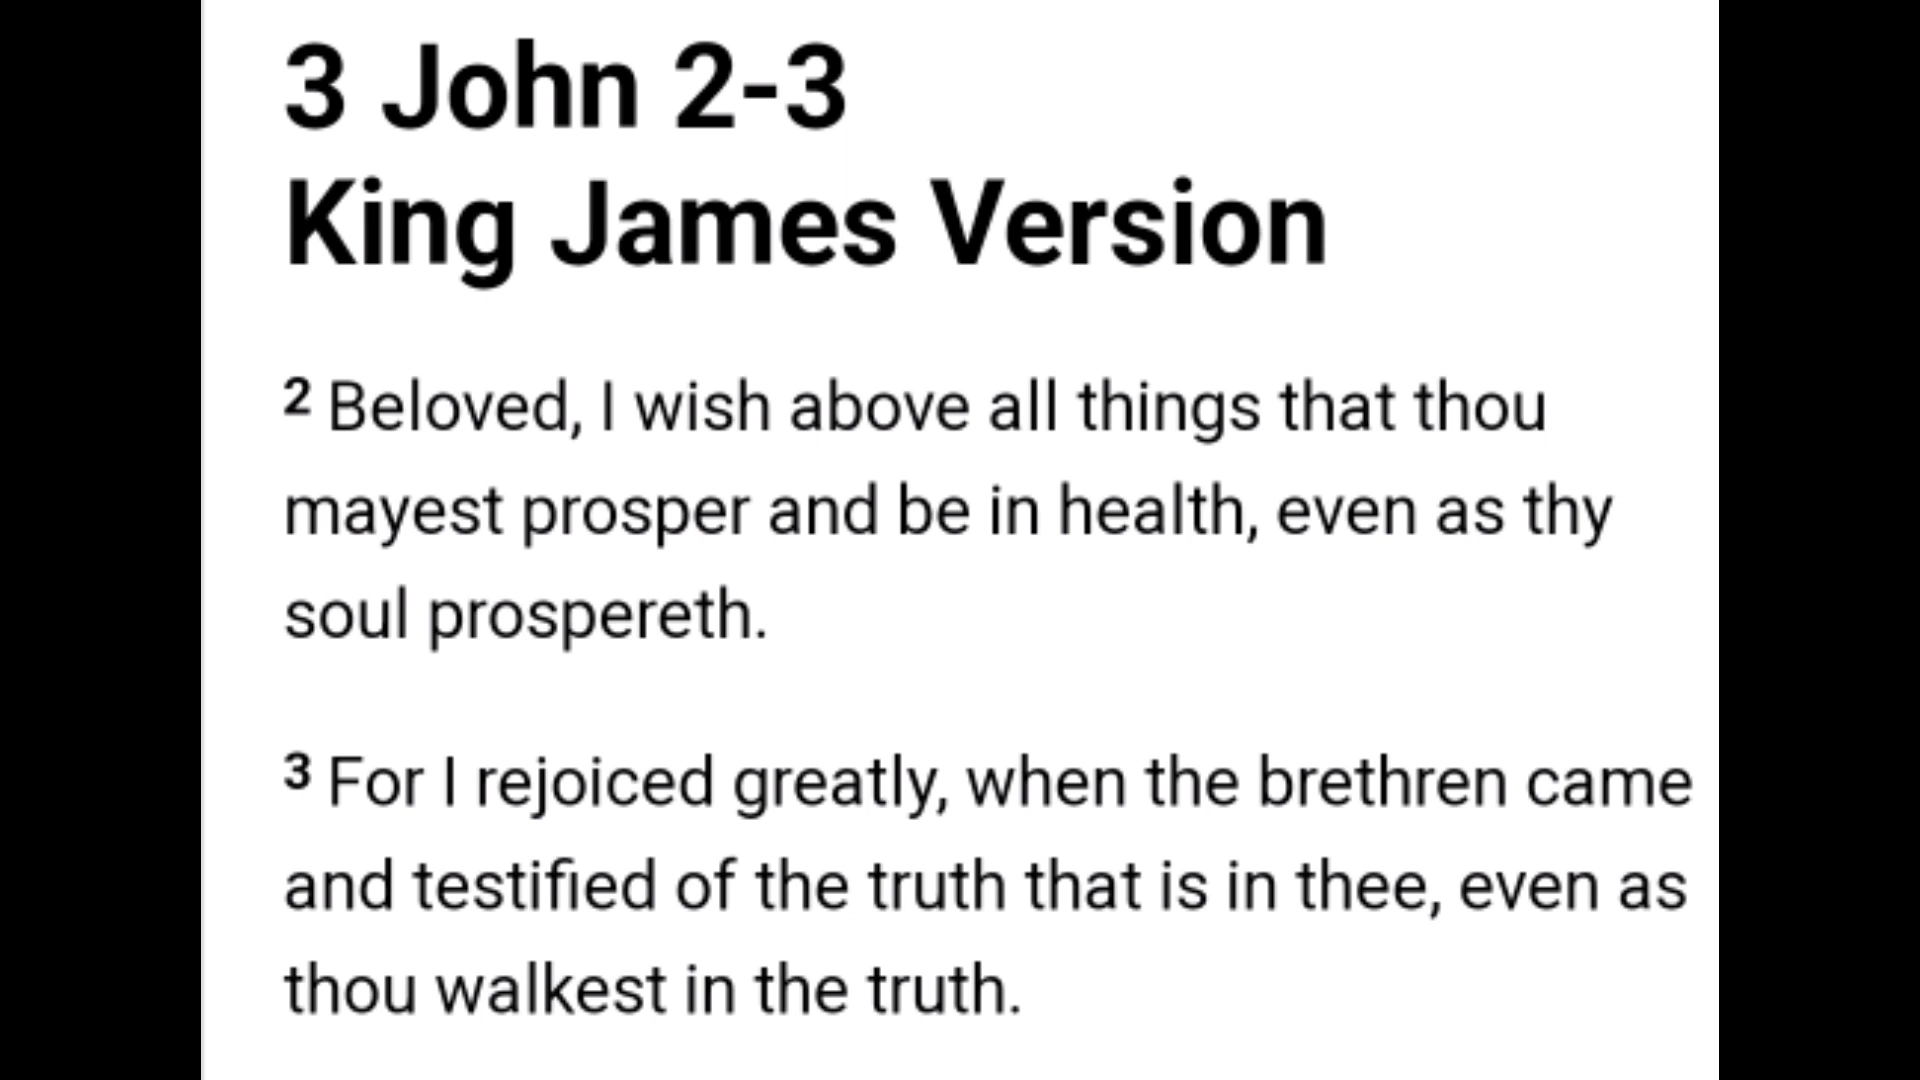 3 John 2-3
King James Version
2 Beloved, I wish above all things that thou
mayest prosper and be in health, even as thy
soul prospereth.
3 For I rejoiced greatly, when the brethren came
and testified of the truth that is in thee, even as
thou walkest in the truth.